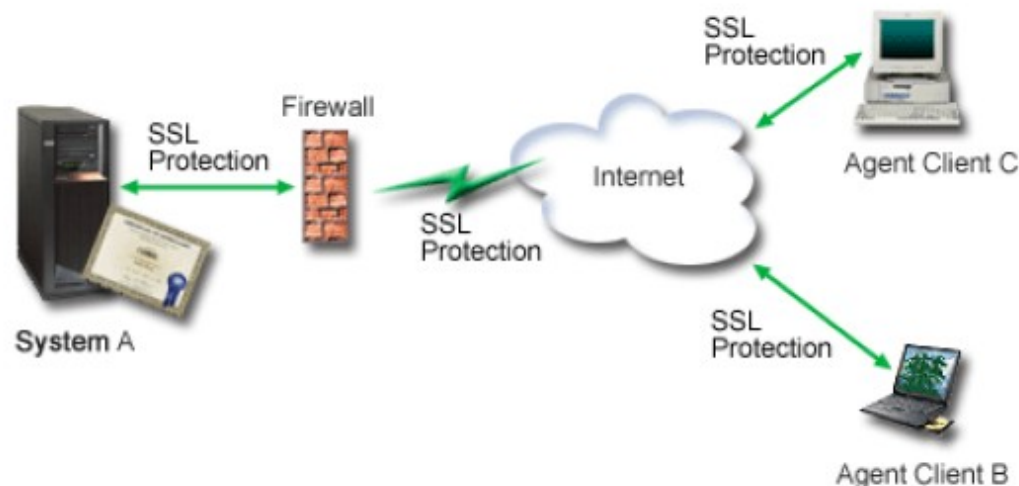 SSL
Protection
Agent Client C
Firewall
SSL
Protection
Internet
SSL
Protection
System A
SSL
Protection
Agent Client B